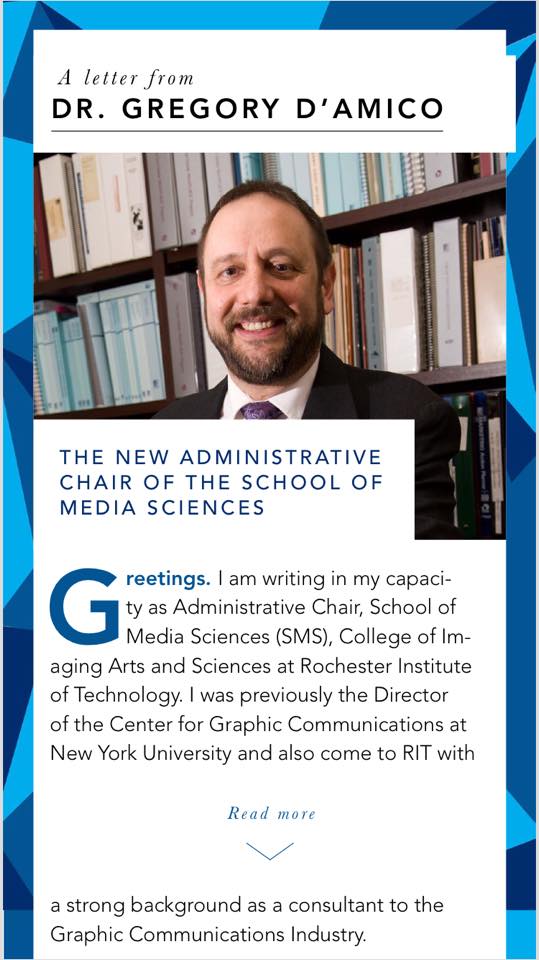 A letter from
DR. GREGORY D’AMICO
THE NEW ADMINISTRATIVE
CHAIR OF THE SCHOOL OF
MEDIA SCIENCES
Greetings. I am writing in my capaci-
ty as Administrative Chair, School of
Media Sciences (SMS), College of Im-
aging Arts and Sciences at Rochester Institute
of Technology. I was previously the Director
of the Center for Graphic Communications at
New York University and also come to RIT with
Read more
a strong background as a consultant to the
Graphic Communications Industry.